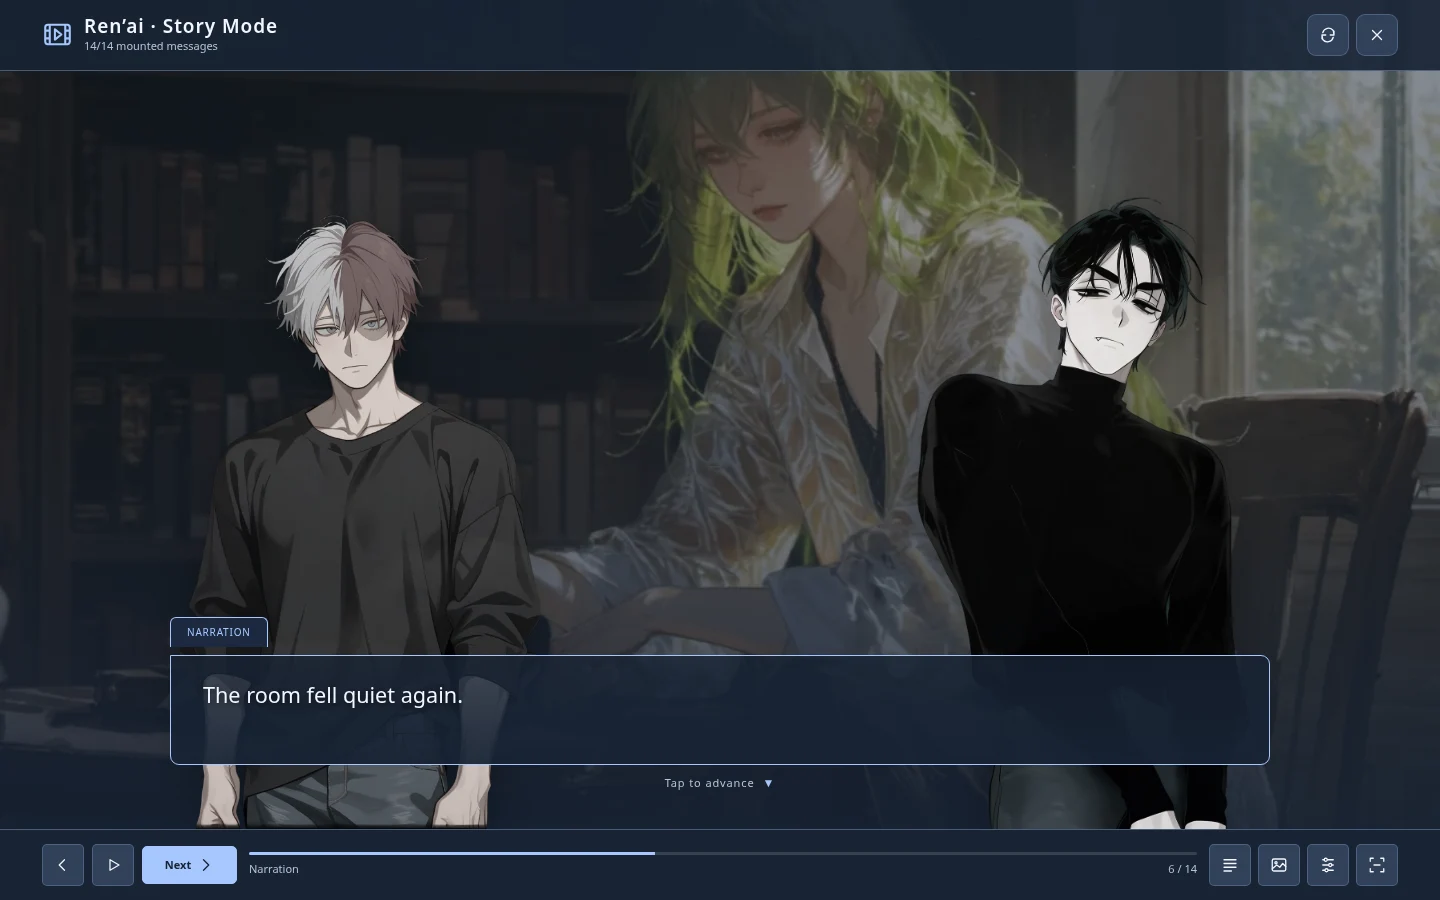 Ren'ai · Story Mode
14/14 mounted messages
NARRATION
The room fell quiet again.
Tap to advance ▼
Next
Narration
6 / 14